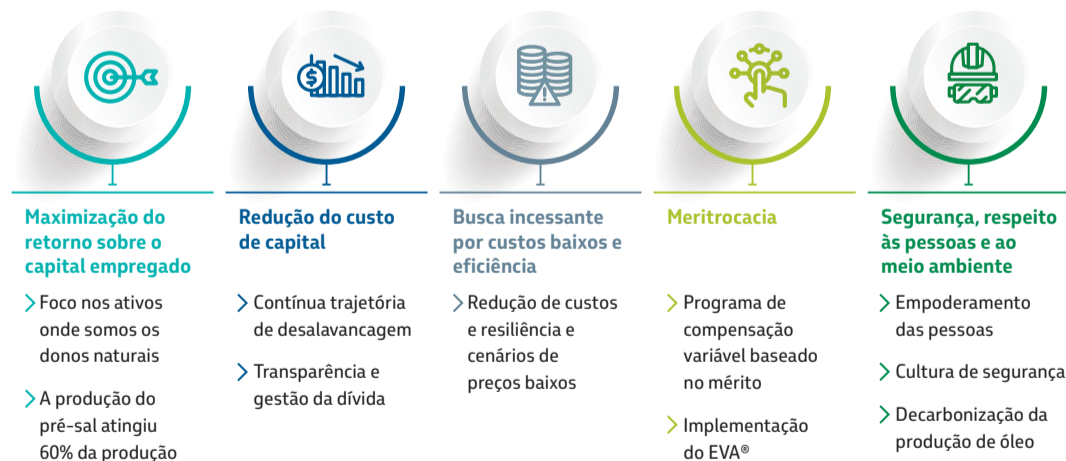 Maximização do
retorno sobre o
capital empregado
Foco nos ativos
onde somos os
donos naturais
A produção do
pré-sal atingiu
60% da produção
Redução do custo
de capital
Contínua trajetória
de desalavancagem
Transparência e
gestão da dívida
Busca incessante
por custos baixos e
eficiência
Redução de custos
e resiliência e
cenários de
preços baixos
Meritrocacia
Programa de
compensação
variável baseado
no mérito
Implementação
do EVA®
Segurança, respeito
às pessoas e ao
meio ambiente
Empoderamento
das pessoas
Cultura de segurança
Decarbonização da
produção de óleo